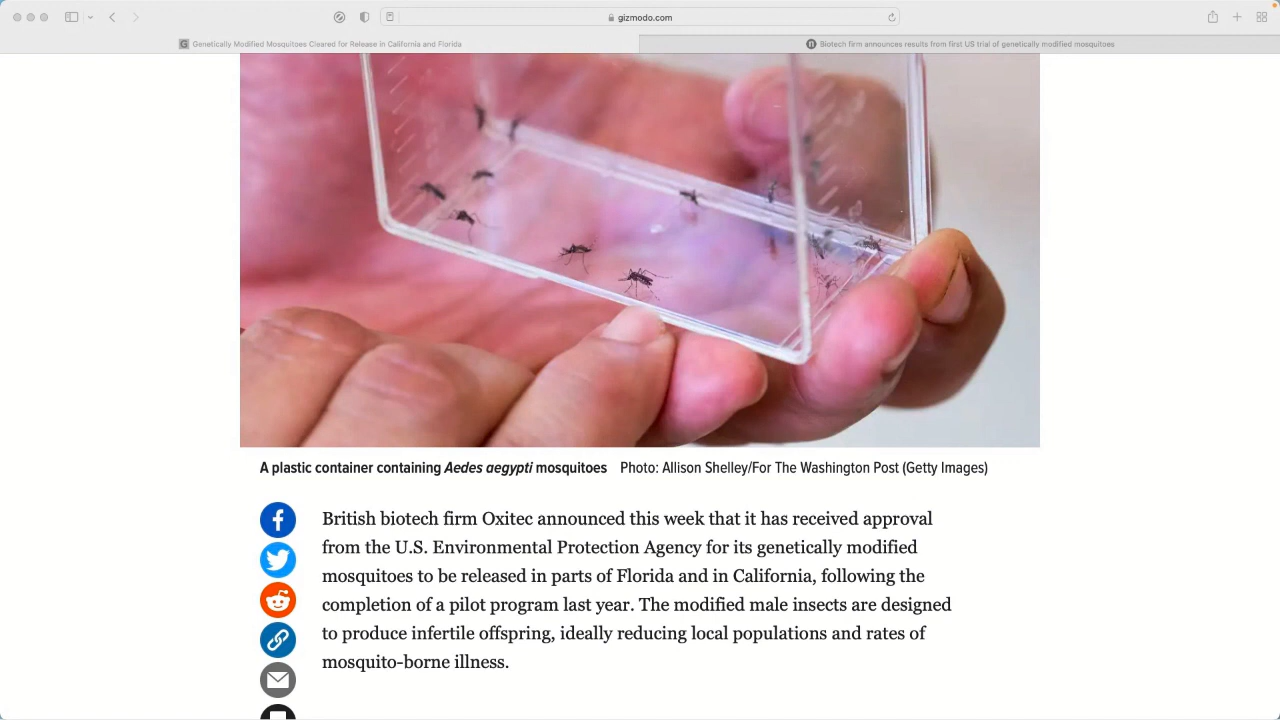 gizmodo.com
Genetically Modified Mosquitoes Cleared for Release in California and Florida
Biotech firm announces results from first US trial of genetically modified mosquitoes
A plastic container containing Aedes aegypti mosquitoes Photo: Allison Shelley/For The Washington Post (Getty Images)
British biotech firm Oxitec announced this week that it has received approval
from the U.S. Environmental Protection Agency for its genetically modified
mosquitoes to be released in parts of Florida and in California, following the
completion of a pilot program last year. The modified male insects are designed
to produce infertile offspring, ideally reducing local populations and rates of
mosquito-borne illness.